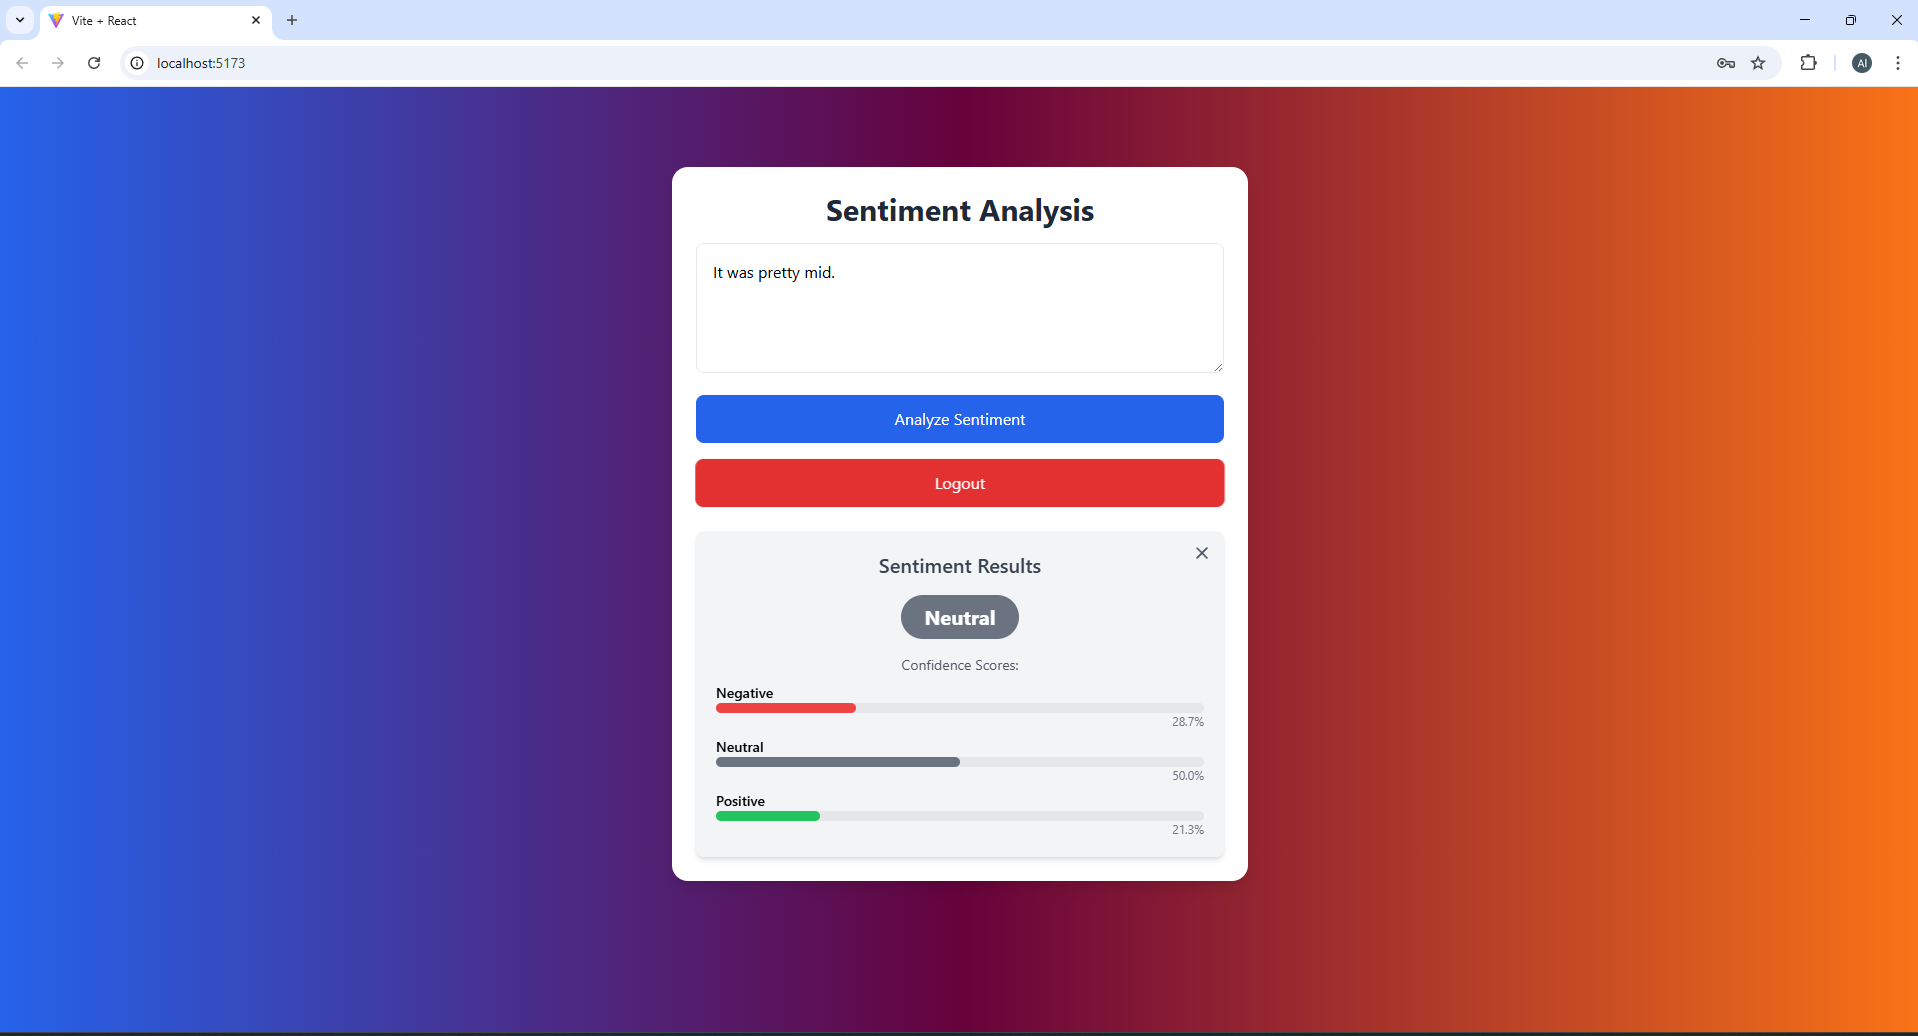 Vite + React
localhost:5173
AI
Sentiment Analysis
It was pretty mid.
Analyze Sentiment
Logout
Sentiment Results
Neutral
Confidence Scores:
Negative
28.7%
Neutral
50.0%
Positive
21.3%